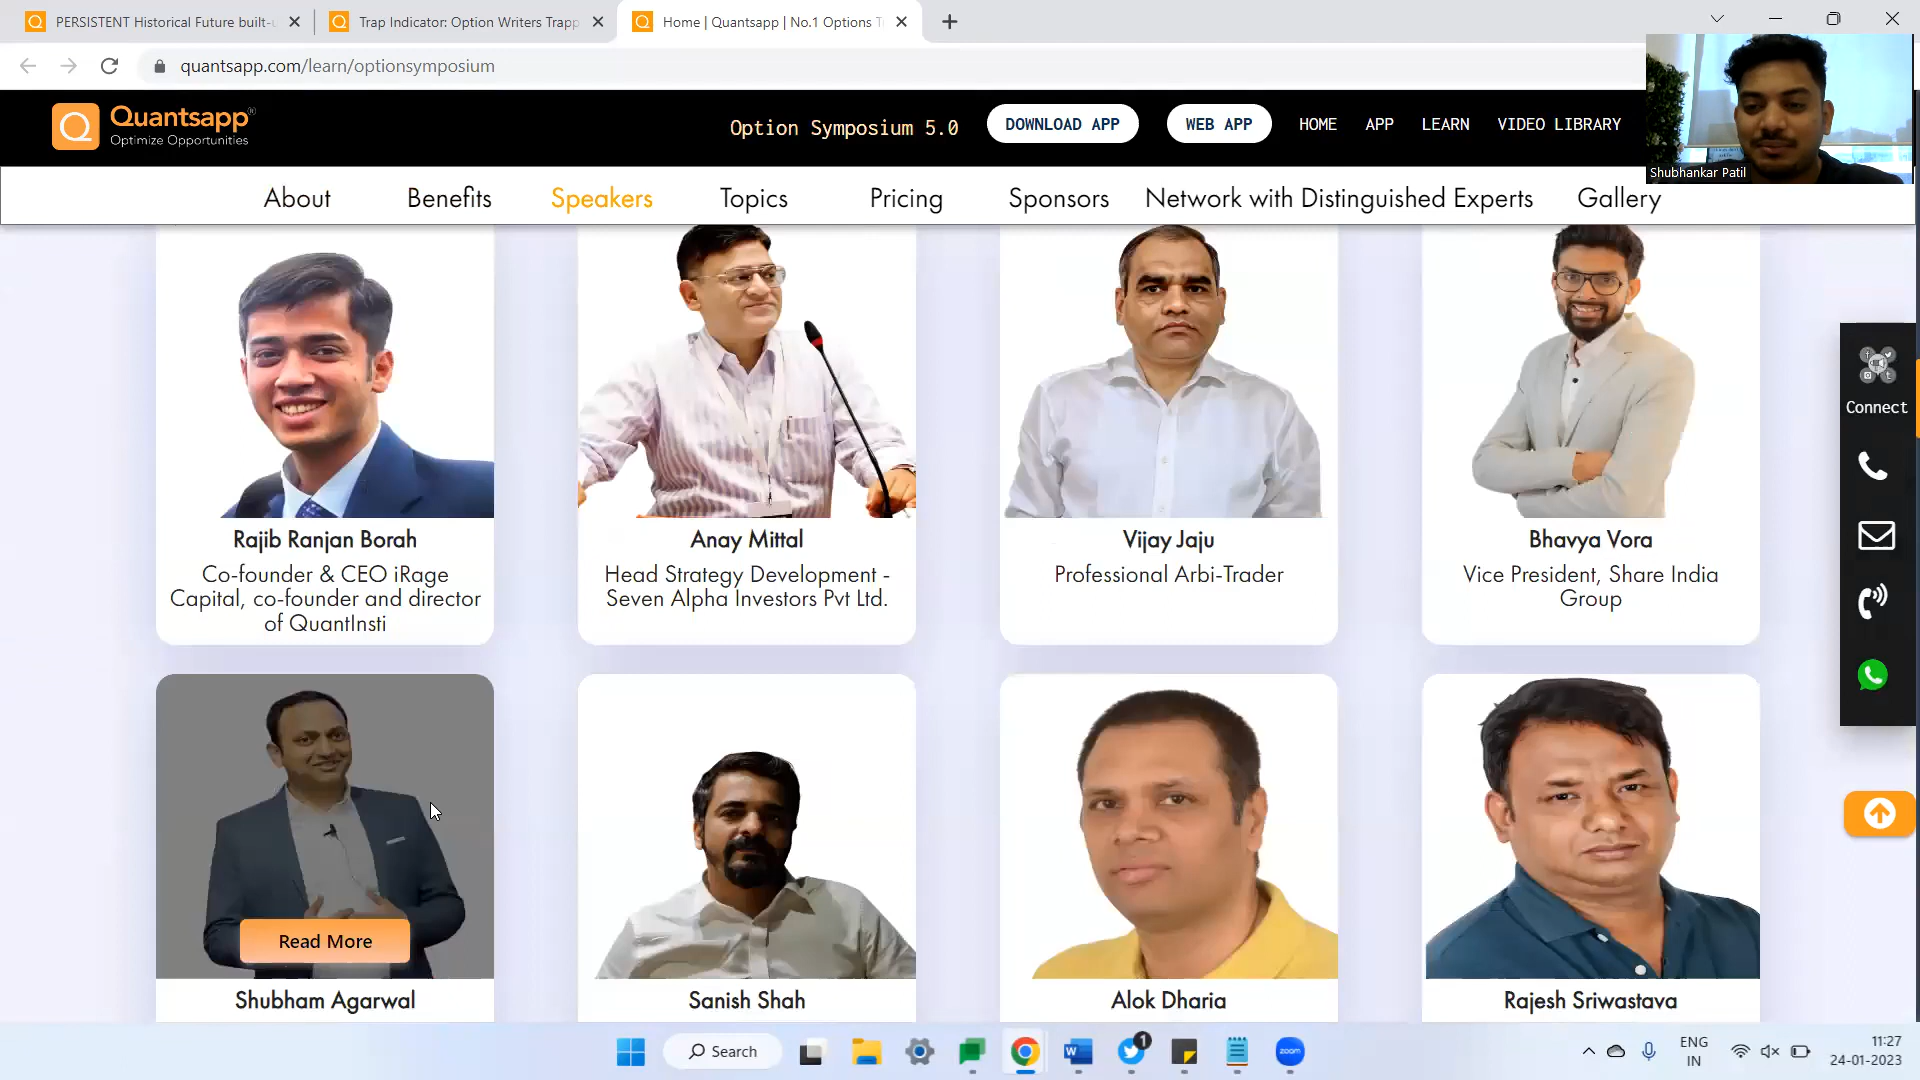 PERSISTENT Historical Future built-
Trap Indicator: Option Writers Trapp
Home | Quantsapp | No.1 Options T
quantsapp.com/learn/optionsymposium
Quantsapp®
Optimize Opportunities
Option Symposium 5.0
DOWNLOAD APP
WEB APP
HOME
APP
LEARN
VIDEO LIBRARY
Shubhankar Patil
About
Benefits
Speakers
Topics
Pricing
Sponsors
Network with Distinguished Experts
Gallery
Rajib Ranjan Borah
Co-founder & CEO iRage
Capital, co-founder and director
of QuantInsti
Anay Mittal
Head Strategy Development -
Seven Alpha Investors Pvt Ltd.
Vijay Jaju
Professional Arbi-Trader
Bhavya Vora
Vice President, Share India
Group
Connect
Read More
Shubham Agarwal
Sanish Shah
Alok Dharia
Rajesh Sriwastava
Search
W
1
zoom
ENG
IN
11:27
24-01-2023